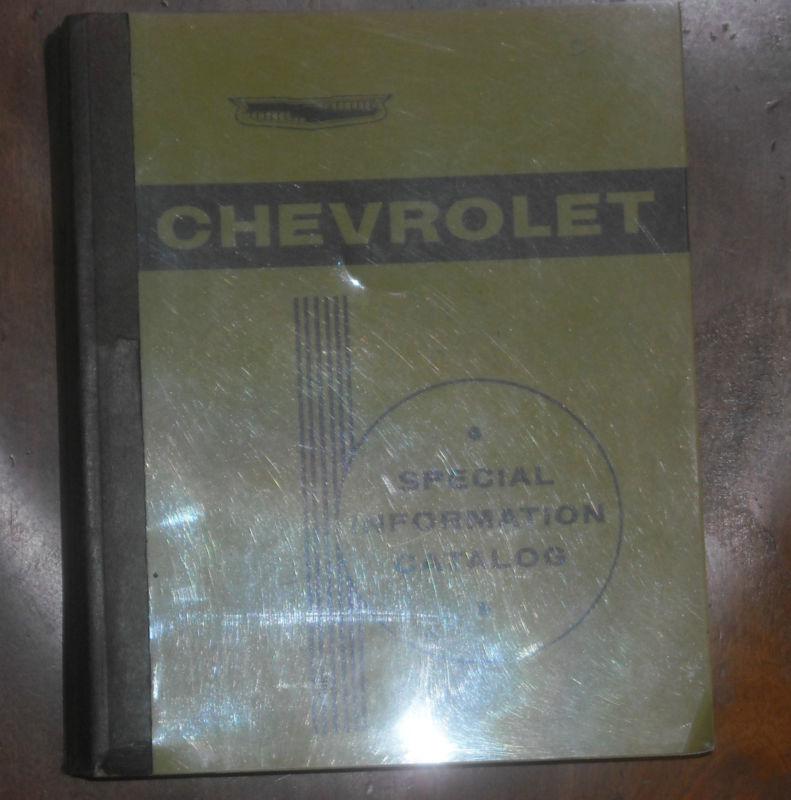 CHEVROLET
SPECIAL
INFORMATION
CATALOG